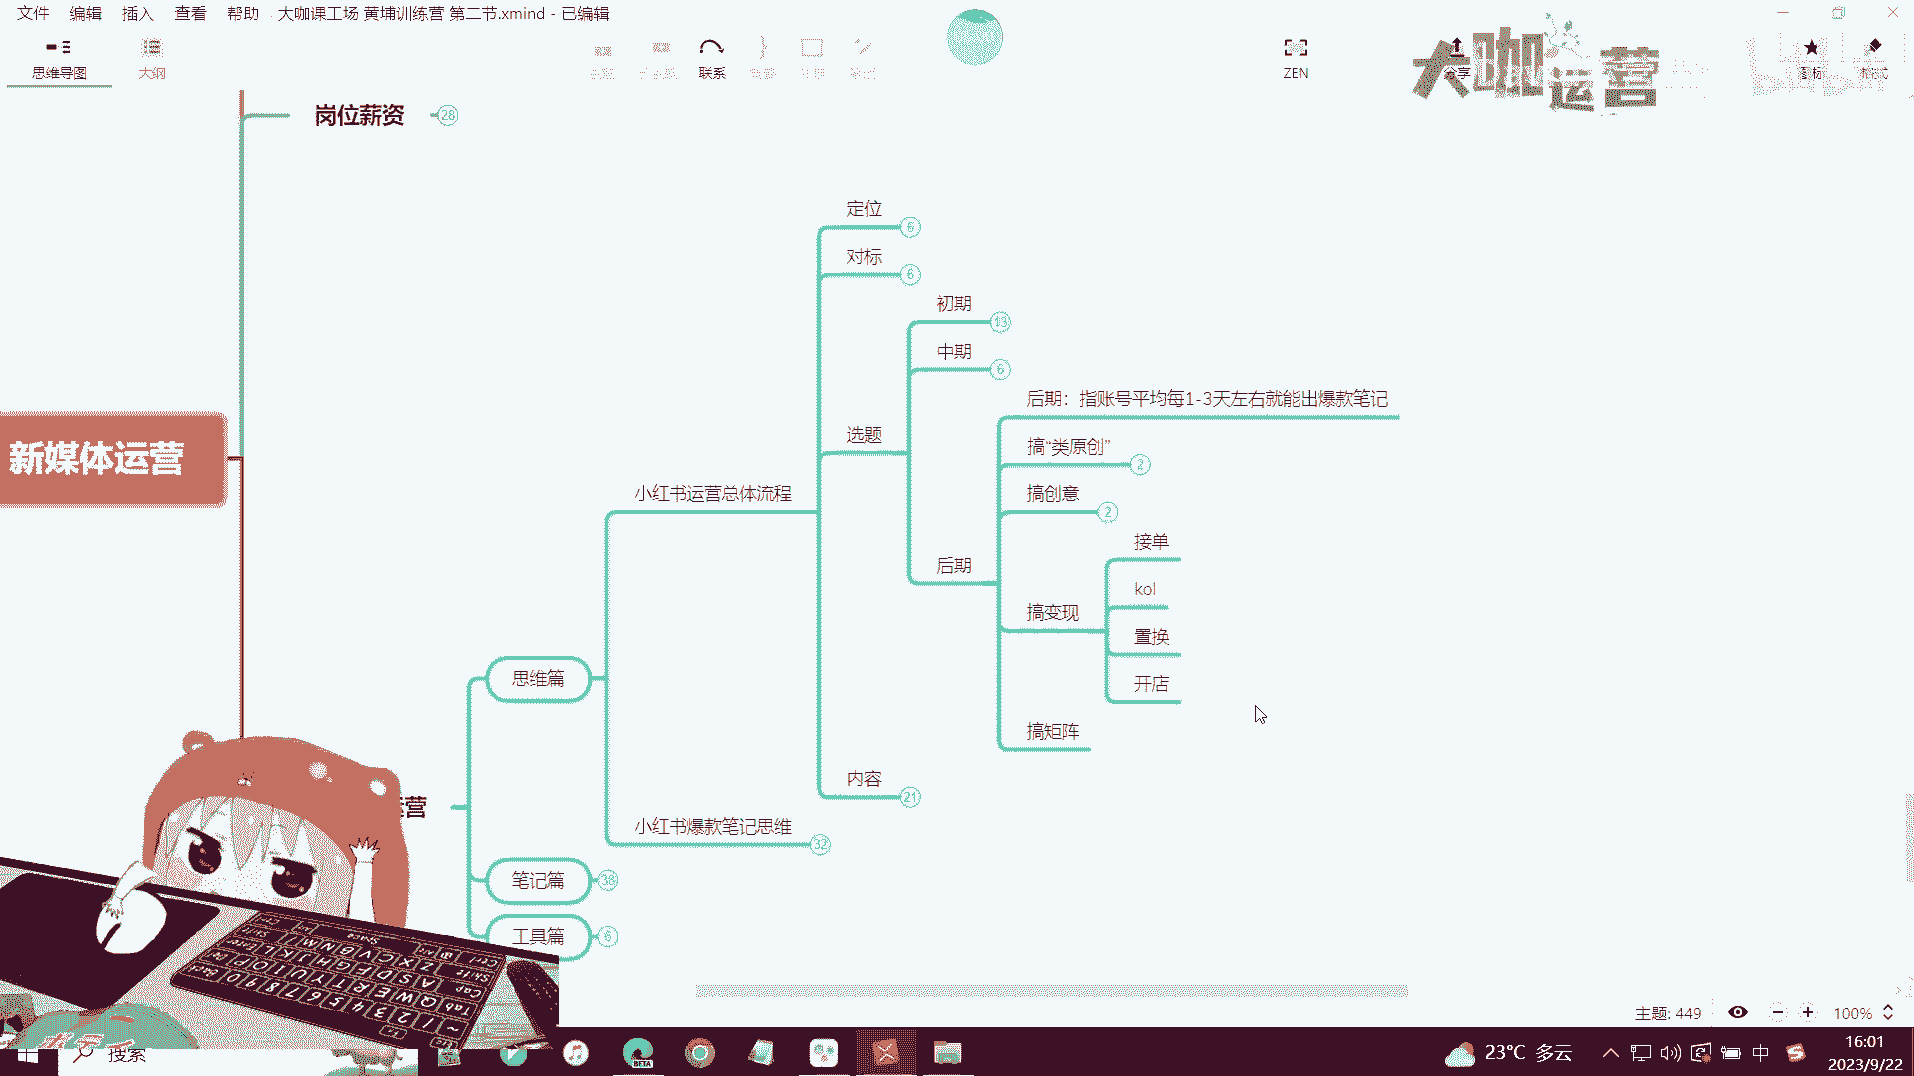 文件 编辑 插入 查看 帮助 大咖课工场 黄埔训练营 第二节.xmind - 已编辑
思维导图 大纲 联系 ZEN 分享 图标 格式
大咖运营
岗位薪资 28
定位 6
对标 6
初期 13
中期 6
后期：指账号平均每1-3天左右就能出爆款笔记
选题
搞“类原创” 2
新媒体运营
小红书运营总体流程
搞创意 2
接单
后期
kol
搞变现
置换
思维篇
开店
搞矩阵
内容 21
运营
小红书爆款笔记思维 32
笔记篇 38
工具篇 6
主题: 449 100%
搜索
BETA
23°C 多云
中
16:01
2023/9/22